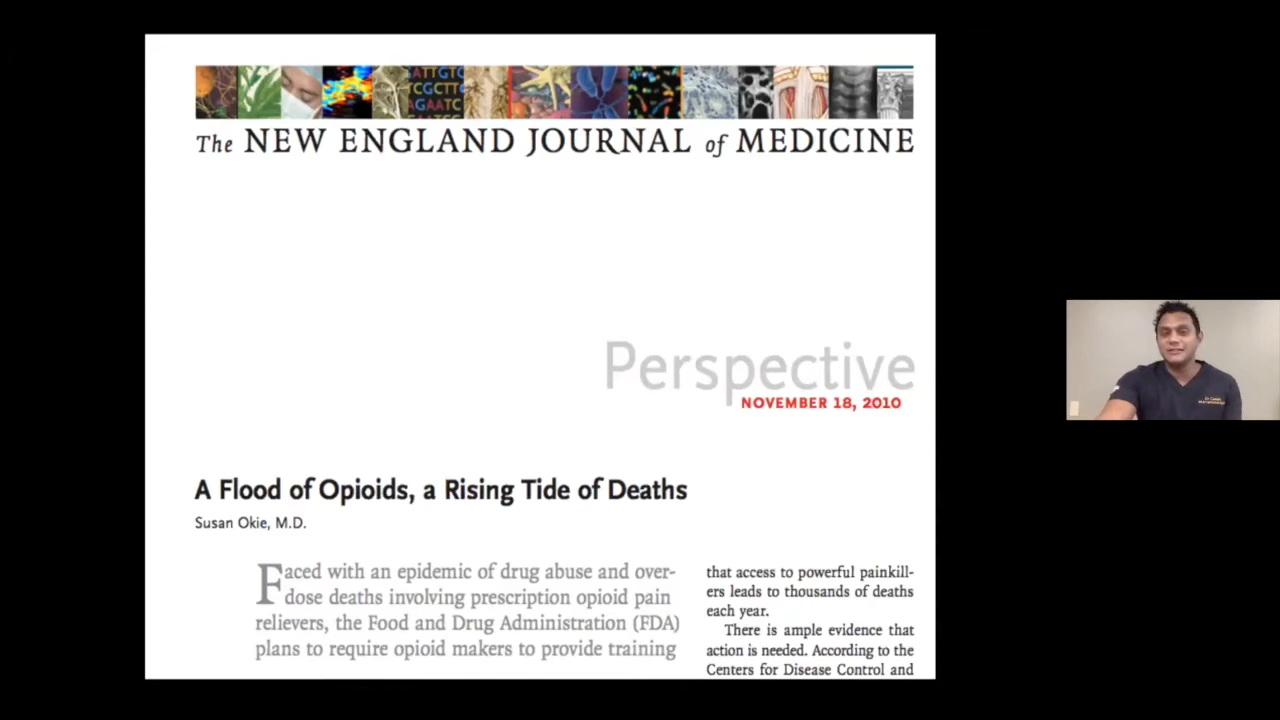 ATTGTC
TCGCTTC
AGAATC
The NEW ENGLAND JOURNAL of MEDICINE
Perspective
NOVEMBER 18, 2010
A Flood of Opioids, a Rising Tide of Deaths
Susan Okie, M.D.
Faced with an epidemic of drug abuse and over-
dose deaths involving prescription opioid pain
relievers, the Food and Drug Administration (FDA)
plans to require opioid makers to provide training
that access to powerful painkill-
ers leads to thousands of deaths
each year.
There is ample evidence that
action is needed. According to the
Centers for Disease Control and